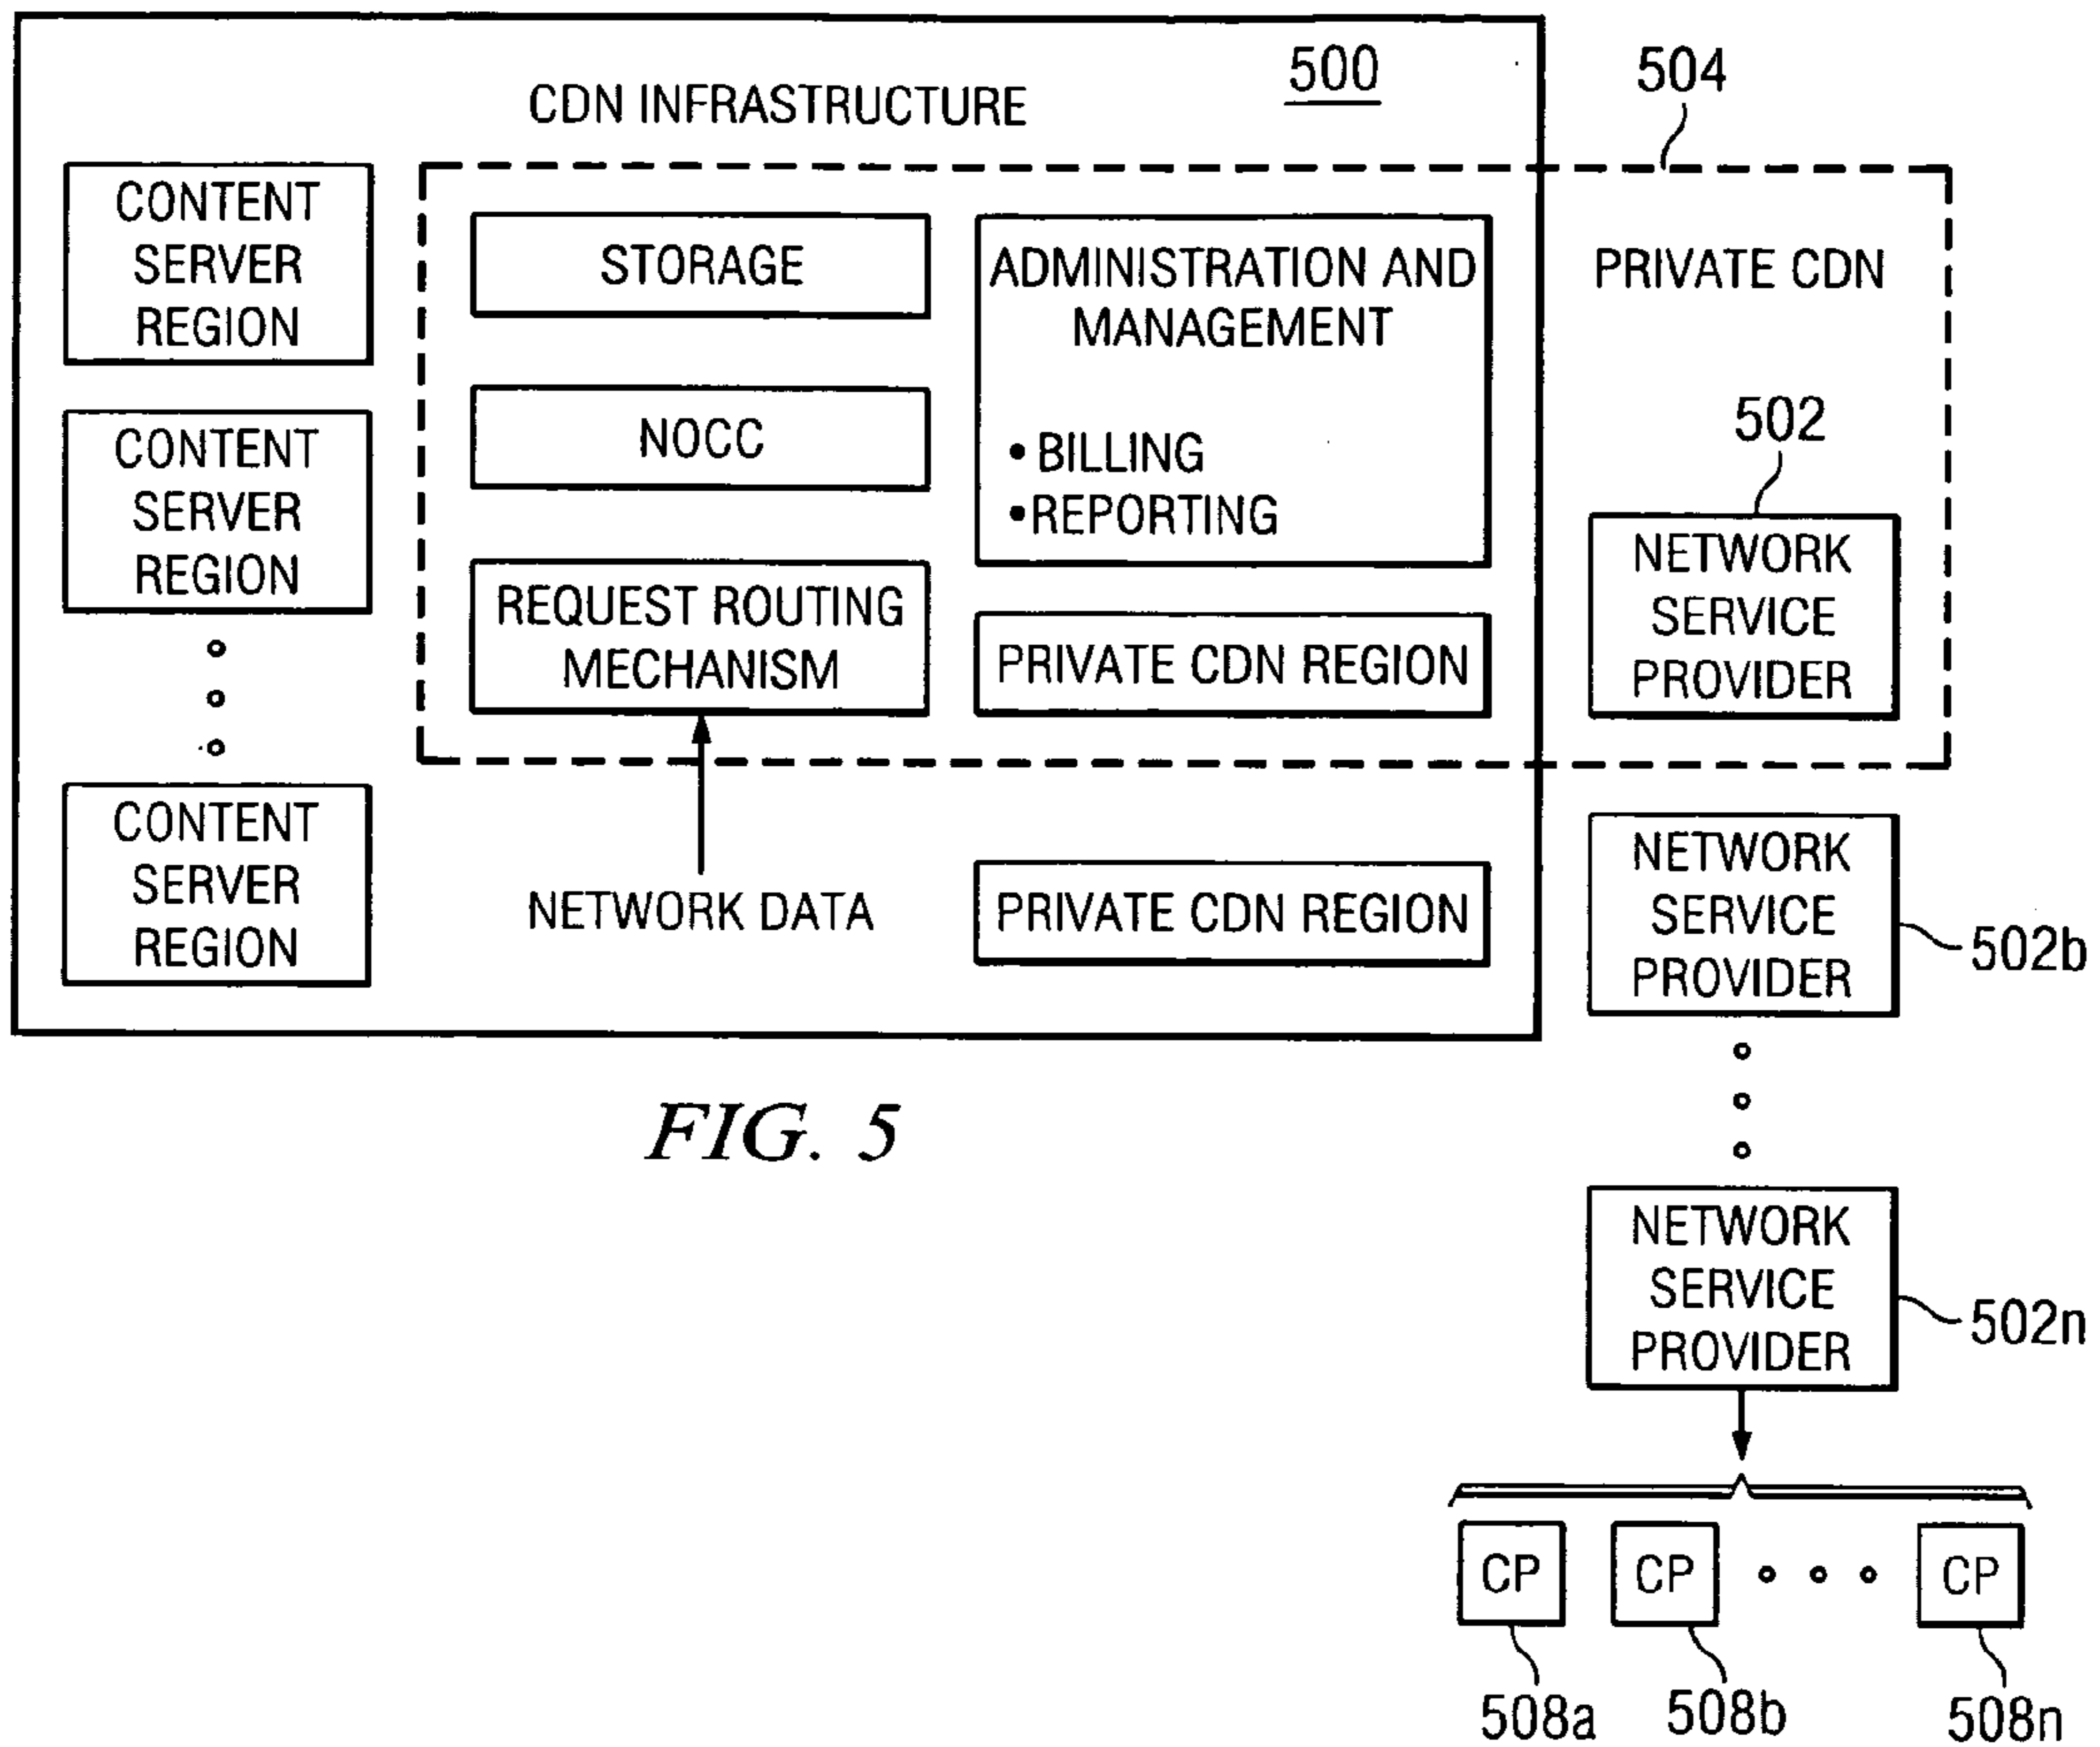 500
CDN INFRASTRUCTURE
504
CONTENT
SERVER
REGION
STORAGE
ADMINISTRATION AND
MANAGEMENT
• BILLING
• REPORTING
PRIVATE CDN
CONTENT
SERVER
REGION
NOCC
502
NETWORK
SERVICE
PROVIDER
REQUEST ROUTING
MECHANISM
PRIVATE CDN REGION
CONTENT
SERVER
REGION
NETWORK DATA
PRIVATE CDN REGION
NETWORK
SERVICE
PROVIDER
502b
FIG. 5
NETWORK
SERVICE
PROVIDER
502n
CP
CP
CP
508a
508b
508n